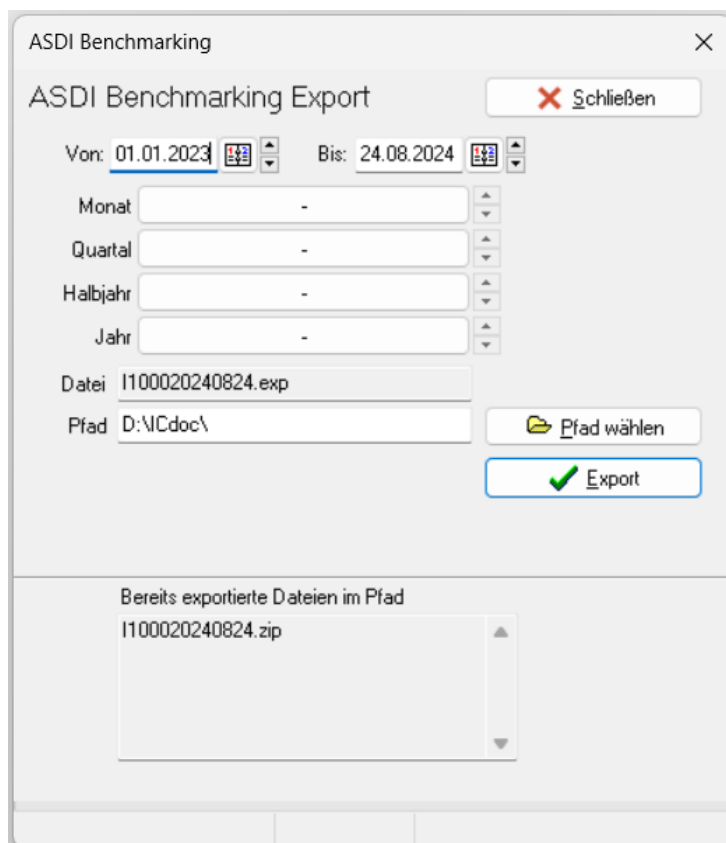 ASDI Benchmarking
ASDI Benchmarking Export
Schließen
Von: 01.01.2023 Bis: 24.08.2024
Monat -
Quartal -
Halbjahr -
Jahr -
Datei I100020240824.exp
Pfad D:\ICdoc\ Pfad wählen
Export
Bereits exportierte Dateien im Pfad
I100020240824.zip